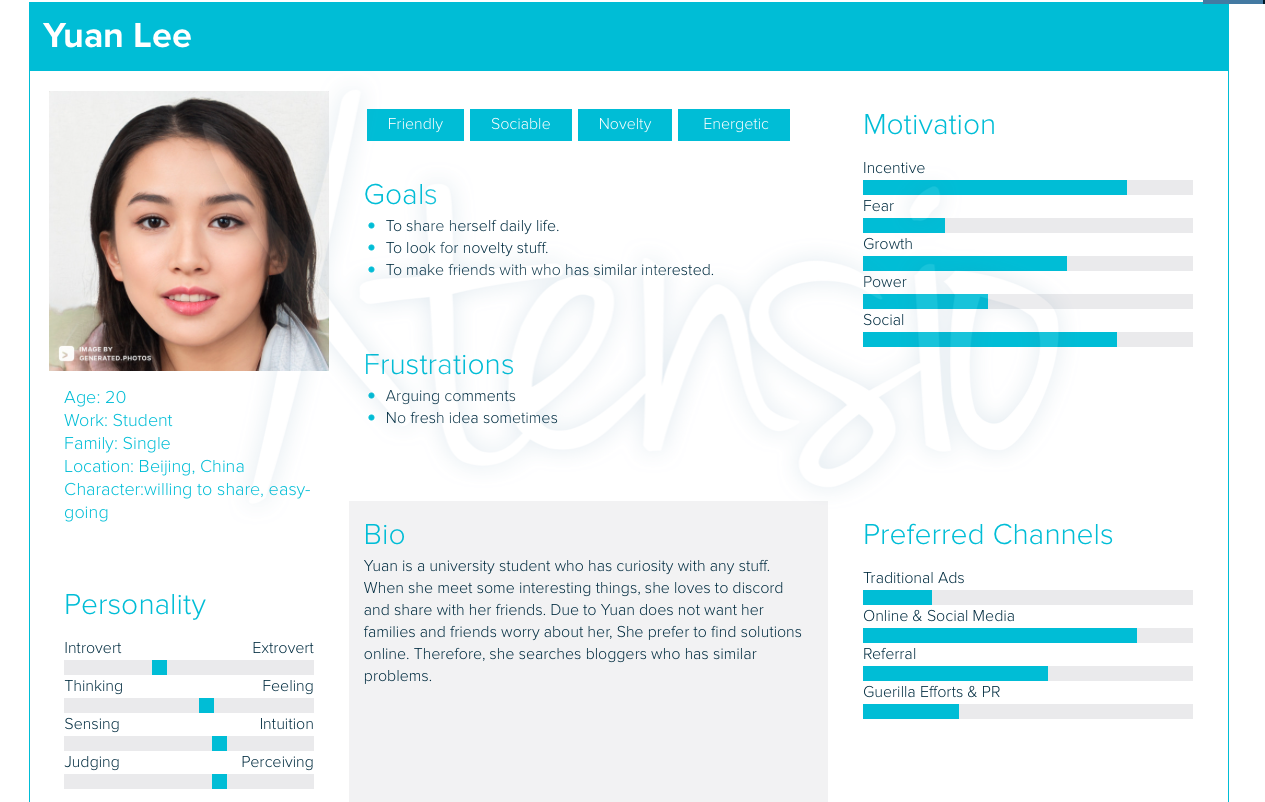 Yuan Lee
IMAGE BY
GENERATED.PHOTOS
Age: 20
Work: Student
Family: Single
Location: Beijing, China
Character:willing to share, easy-
going
Personality
Introvert Extrovert
Thinking Feeling
Sensing Intuition
Judging Perceiving
Friendly Sociable Novelty Energetic
Goals
To share herself daily life.
To look for novelty stuff.
To make friends with who has similar interested.
Frustrations
Arguing comments
No fresh idea sometimes
Bio
Yuan is a university student who has curiosity with any stuff.
When she meet some interesting things, she loves to discord
and share with her friends. Due to Yuan does not want her
families and friends worry about her, She prefer to find solutions
online. Therefore, she searches bloggers who has similar
problems.
Motivation
Incentive
Fear
Growth
Power
Social
Preferred Channels
Traditional Ads
Online & Social Media
Referral
Guerilla Efforts & PR
Xtensio